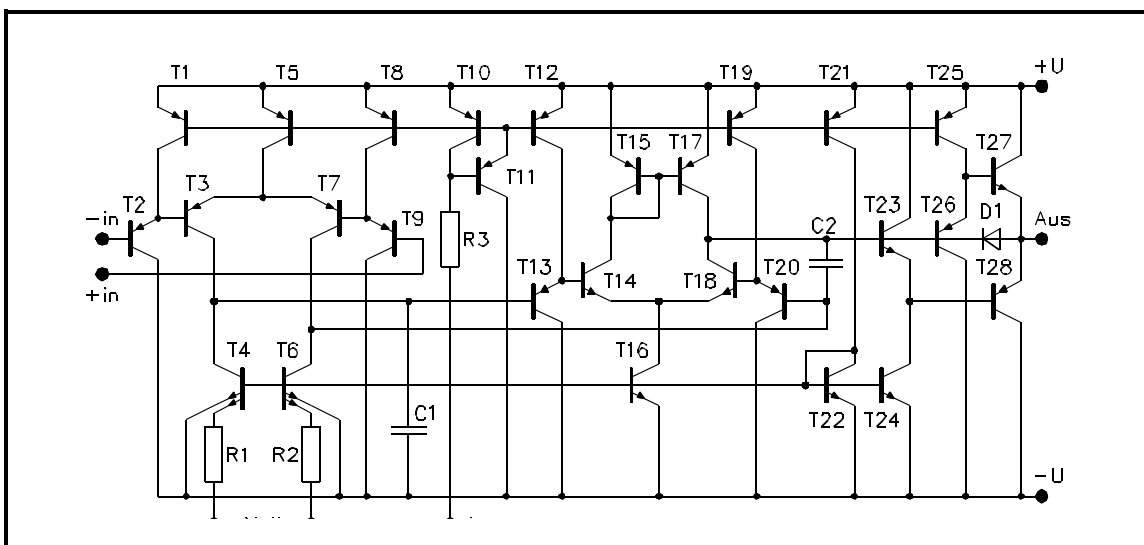 T1 T5 T8 T10 T12 T19 T21 T25 +U
T15 T17 T27
T11
T2 T3 T7 T9 C2 T23 T26 D1 Aus
-in
R3
+in T13 T14 T18 T20 T28
T4 T6 T16
C1
T22 T24
R1 R2
-U